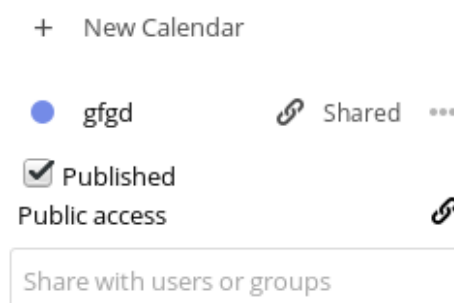 + New Calendar
gfgd Shared •••
Published
Public access
Share with users or groups